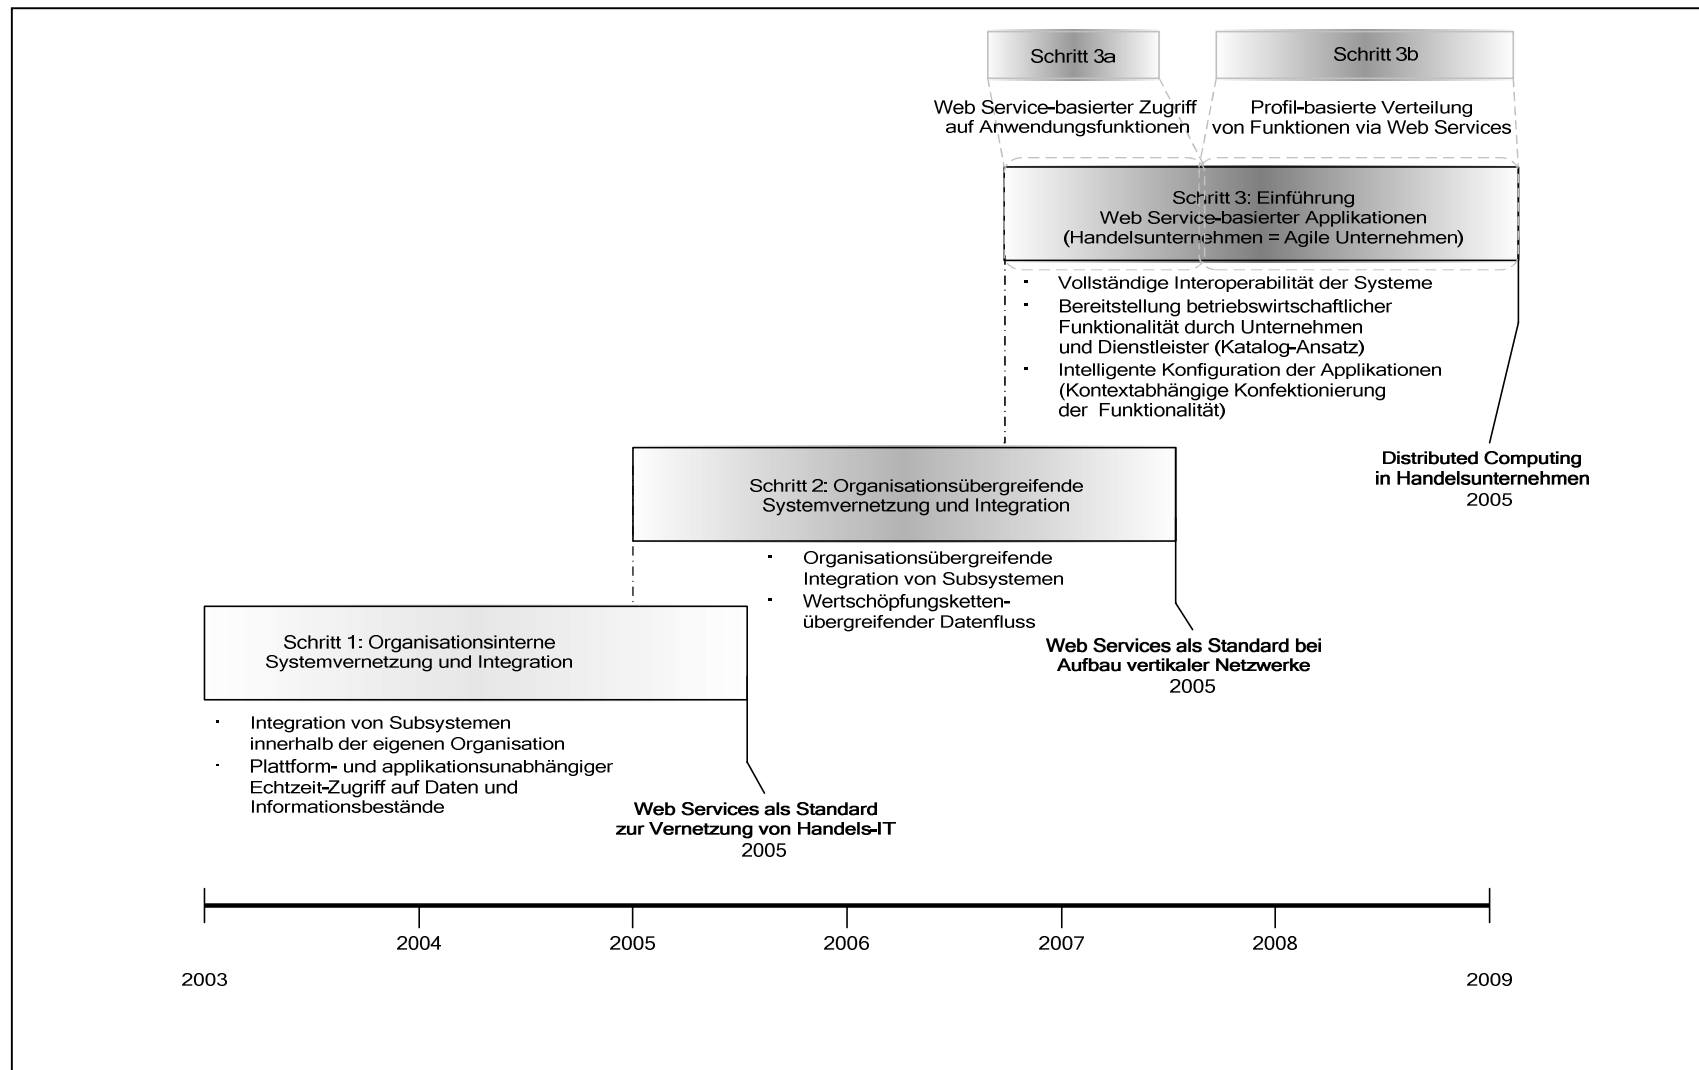 Schritt 3a
Schritt 3b
Web Service-basierter Zugriff
auf Anwendungsfunktionen
Profil-basierte Verteilung
von Funktionen via Web Services
Schritt 3: Einführung
Web Service-basierter Applikationen
(Handelsunternehmen = Agile Unternehmen)
· Vollständige Interoperabilität der Systeme
· Bereitstellung betriebswirtschaftlicher
Funktionalität durch Unternehmen
und Dienstleister (Katalog-Ansatz)
· Intelligente Konfiguration der Applikationen
(Kontextabhängige Konfektionierung
der Funktionalität)
Distributed Computing
in Handelsunternehmen
2005
Schritt 2: Organisationsübergreifende
Systemvernetzung und Integration
· Organisationsübergreifende
Integration von Subsystemen
· Wertschöpfungsketten-
übergreifender Datenfluss
Web Services als Standard bei
Aufbau vertikaler Netzwerke
2005
Schritt 1: Organisationsinterne
Systemvernetzung und Integration
· Integration von Subsystemen
innerhalb der eigenen Organisation
· Plattform- und applikationsunabhängiger
Echtzeit-Zugriff auf Daten und
Informationsbestände
Web Services als Standard
zur Vernetzung von Handels-IT
2005
2004
2005
2006
2007
2008
2003
2009